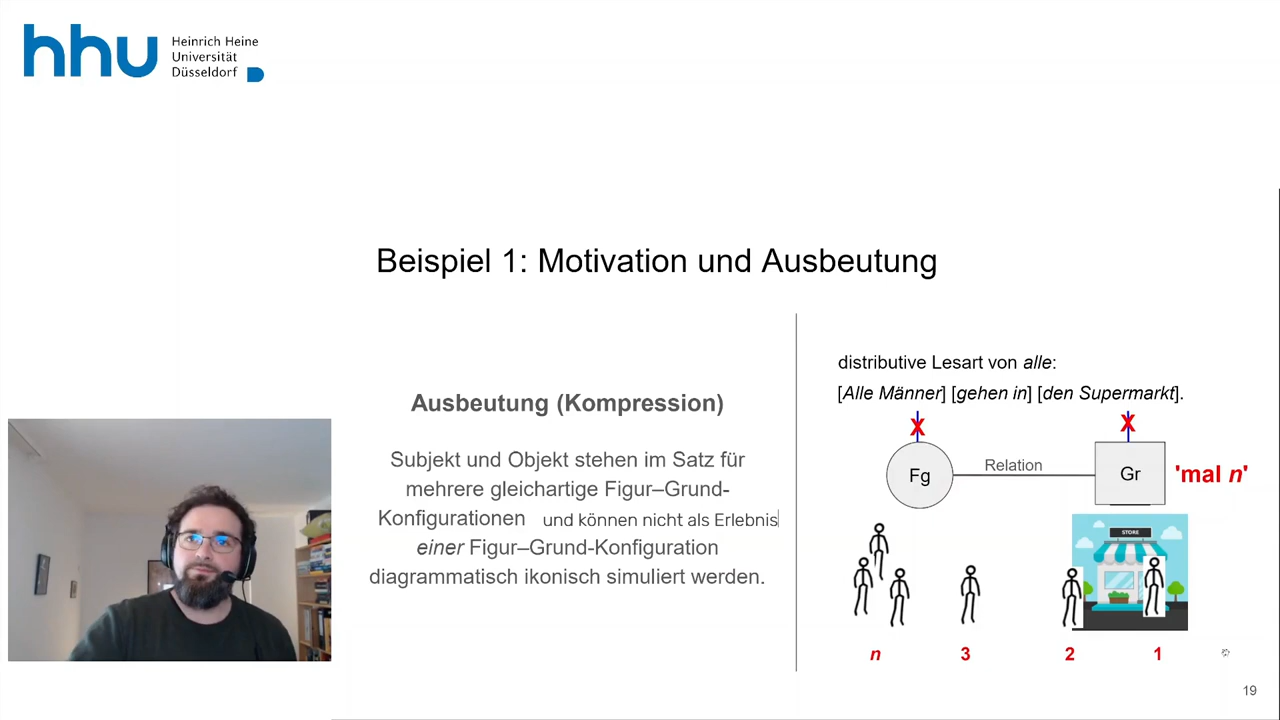 hhu
Heinrich Heine
Universität
Düsseldorf
Beispiel 1: Motivation und Ausbeutung
Ausbeutung (Kompression)
Subjekt und Objekt stehen im Satz für
mehrere gleichartige Figur–Grund-
Konfigurationen und können nicht als Erlebnis
einer Figur–Grund-Konfiguration
diagrammatisch ikonisch simuliert werden.
distributive Lesart von alle:
[Alle Männer] [gehen in] [den Supermarkt].
X X
Fg Relation Gr 'mal n'
STORE
n 3 2 1
19